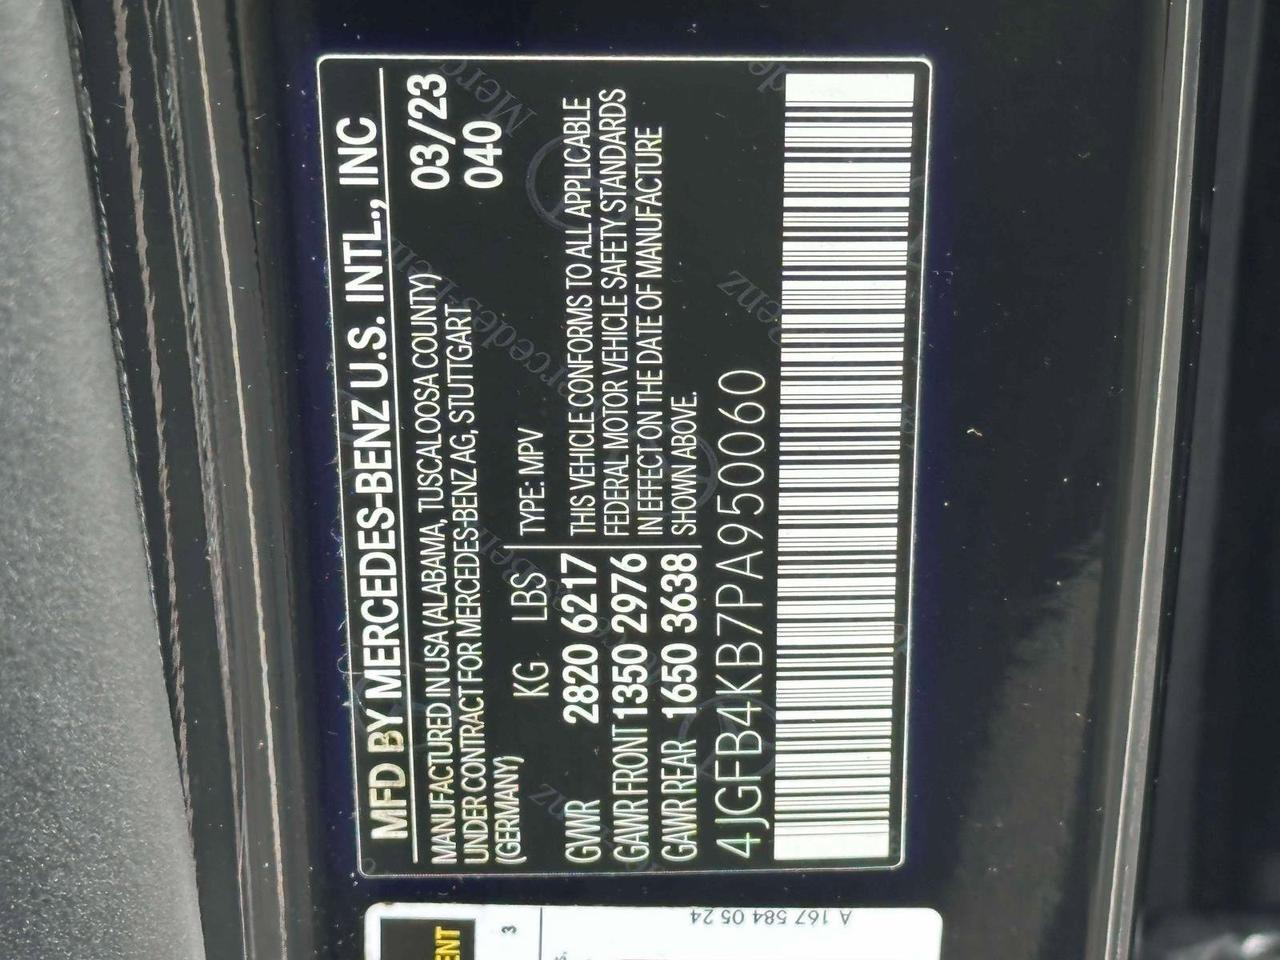 MFD BY MERCEDES-BENZ U.S. INTL., INC
MANUFACTURED IN USA (ALABAMA, TUSCALOOSA COUNTY) 03/23
UNDER CONTRACT FOR MERCEDES-BENZ AG, STUTTGART 040
(GERMANY)
KG LBS TYPE: MPV
GVWR 2820 6217
GAWR FRONT 1350 2976
GAWR REAR 1650 3638
THIS VEHICLE CONFORMS TO ALL APPLICABLE
FEDERAL MOTOR VEHICLE SAFETY STANDARDS
IN EFFECT ON THE DATE OF MANUFACTURE
SHOWN ABOVE.
4JGFB4KB7PA950060
A 167 584 05 24
3